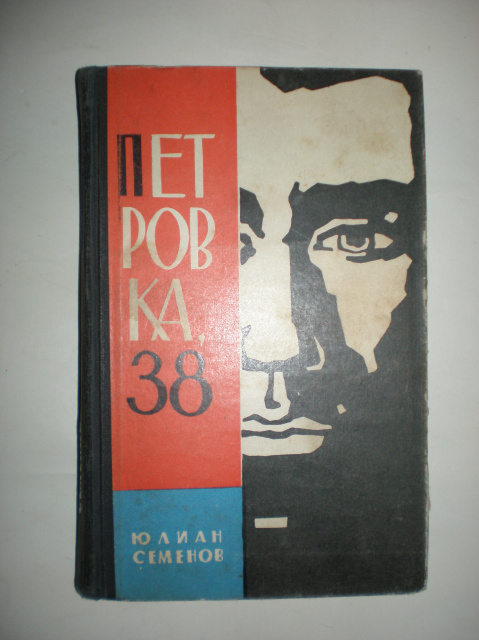 ПЕТ
РОВ
КА,
38
ЮЛИАН
СЕМЕНОВ